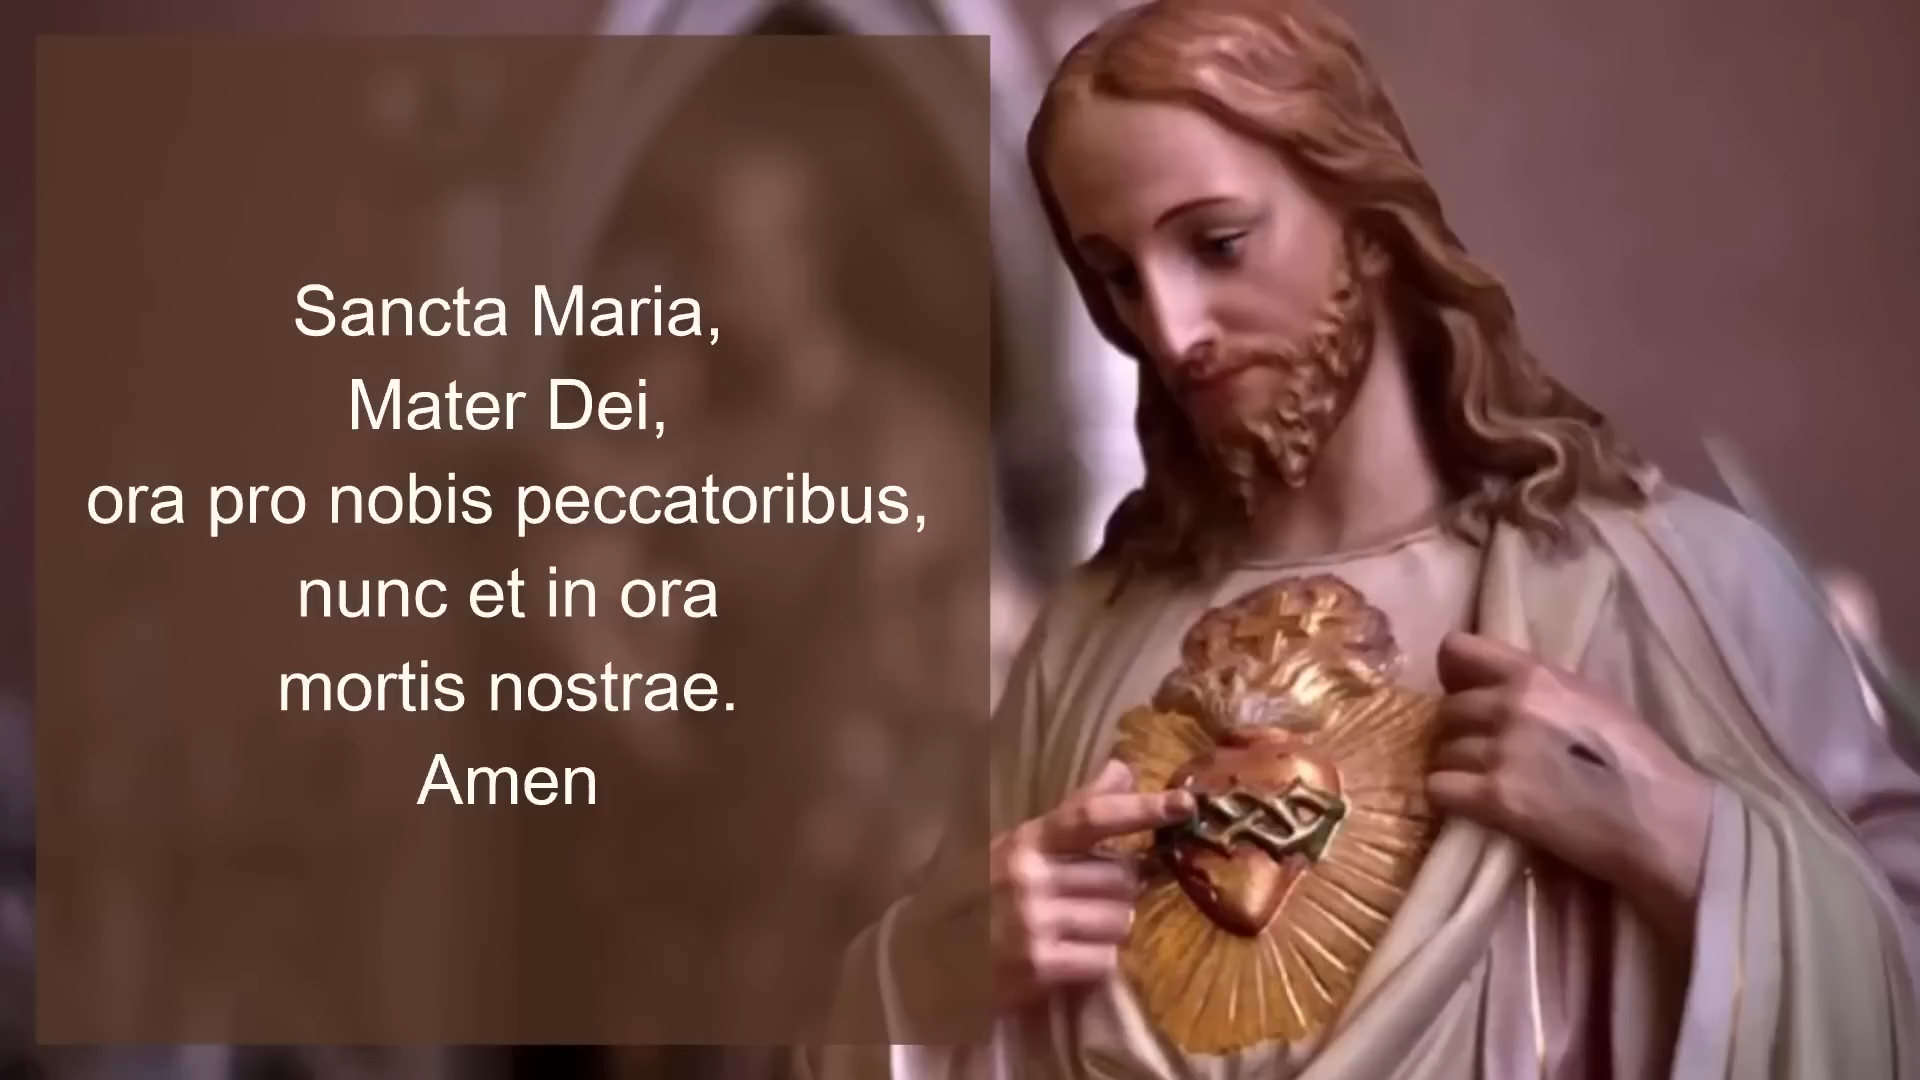 Sancta Maria,
Mater Dei,
ora pro nobis peccatoribus,
nunc et in ora
mortis nostrae.
Amen